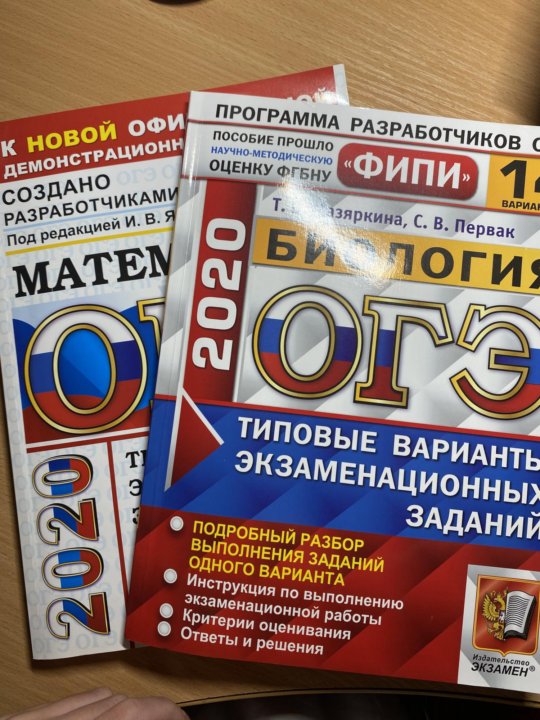 К НОВОЙ ОФИ
ДЕМОНСТРАЦИОНН
СОЗДАНО
РАЗРАБОТЧИКАМИ
Под редакцией И. В. Я
МАТЕМ
ОГ
2020
ПРОГРАММА РАЗРАБОТЧИКОВ О
ПОСОБИЕ ПРОШЛО
НАУЧНО-МЕТОДИЧЕСКУЮ
ОЦЕНКУ ФГБНУ
«ФИПИ»
14
ВАРИАН
С. В. Первак
БИОЛОГИЯ
2020
ОГЭ
ТИПОВЫЕ ВАРИАНТЫ
ЭКЗАМЕНАЦИОННЫХ
ЗАДАНИЙ
ПОДРОБНЫЙ РАЗБОР
ВЫПОЛНЕНИЯ ЗАДАНИЙ
ОДНОГО ВАРИАНТА
Инструкция по выполнению
экзаменационной работы
Критерии оценивания
Ответы и решения
Издательство
ЭКЗАМЕН®